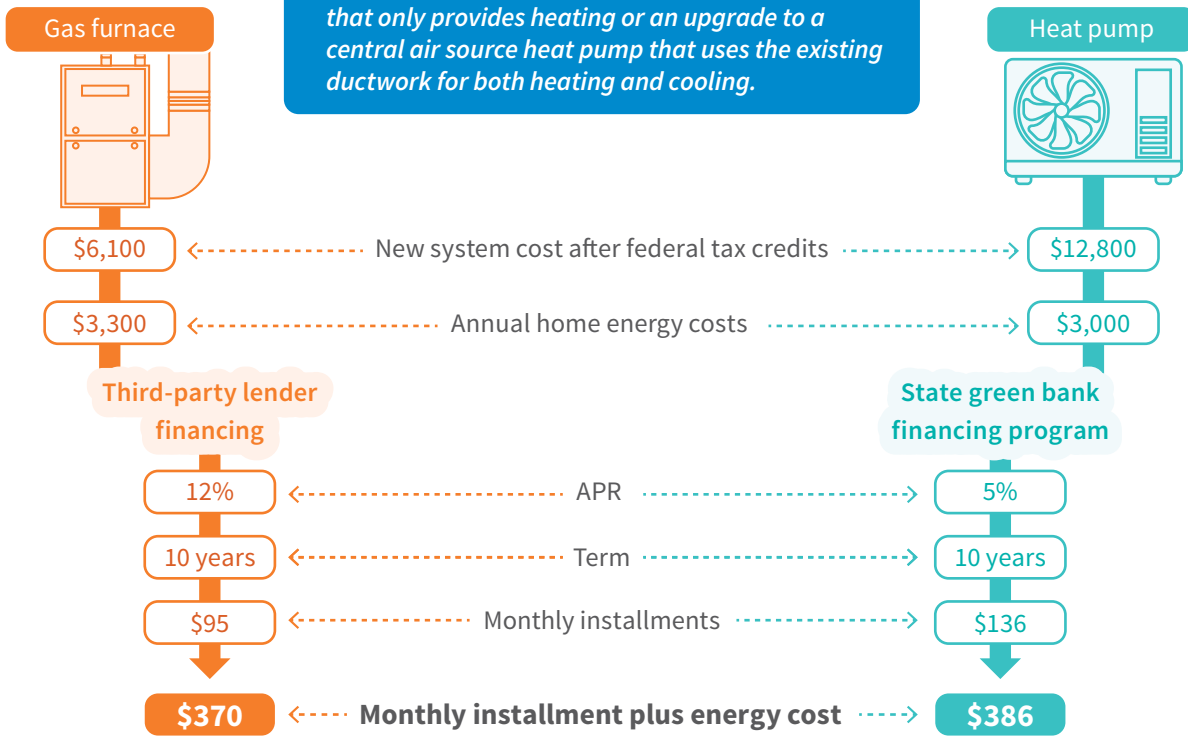 Gas furnace
that only provides heating or an upgrade to a
central air source heat pump that uses the existing
ductwork for both heating and cooling.
Heat pump
$6,100
New system cost after federal tax credits
$12,800
$3,300
Annual home energy costs
$3,000
Third-party lender
financing
State green bank
financing program
12%
APR
5%
10 years
Term
10 years
$95
Monthly installments
$136
$370
Monthly installment plus energy cost
$386